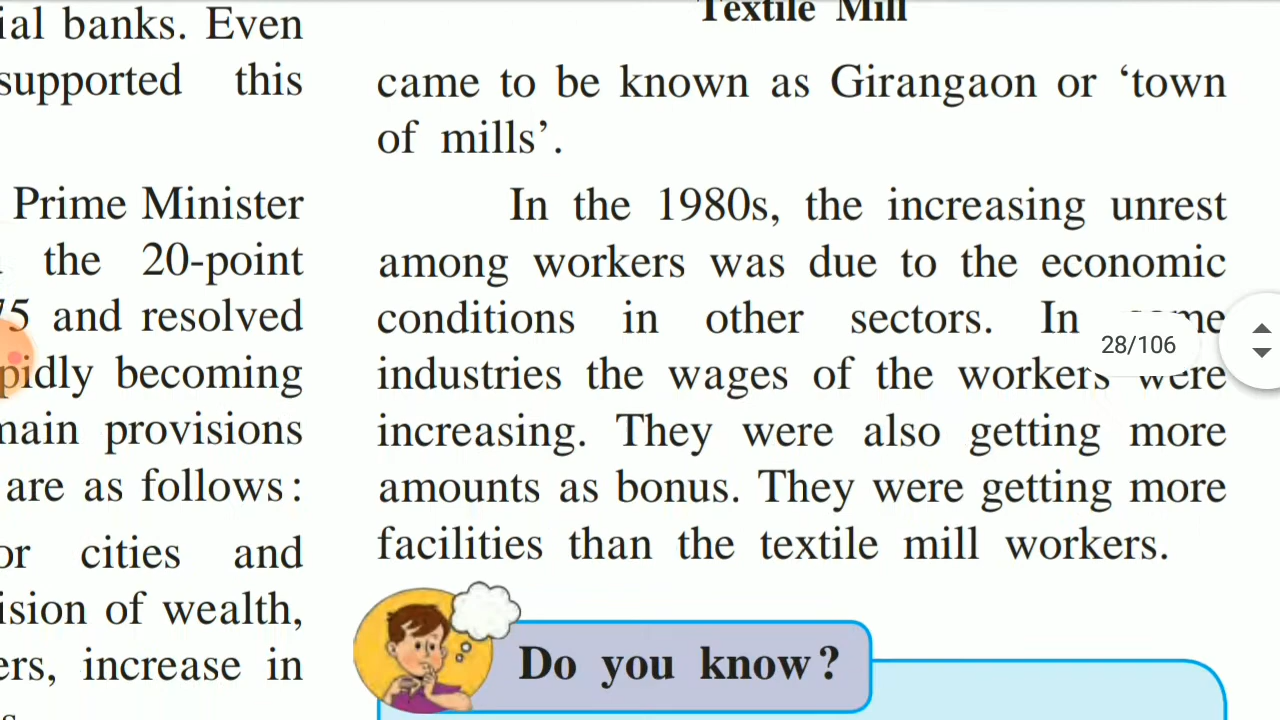 ial banks. Even
supported this
Prime Minister
the 20-point
75 and resolved
pidly becoming
main provisions
are as follows:
or cities and
ision of wealth,
ers, increase in
Textile Mill
came to be known as Girangaon or ‘town
of mills’.
In the 1980s, the increasing unrest
among workers was due to the economic
conditions in other sectors. In some
industries the wages of the workers were
increasing. They were also getting more
amounts as bonus. They were getting more
facilities than the textile mill workers.
Do you know?
28/106